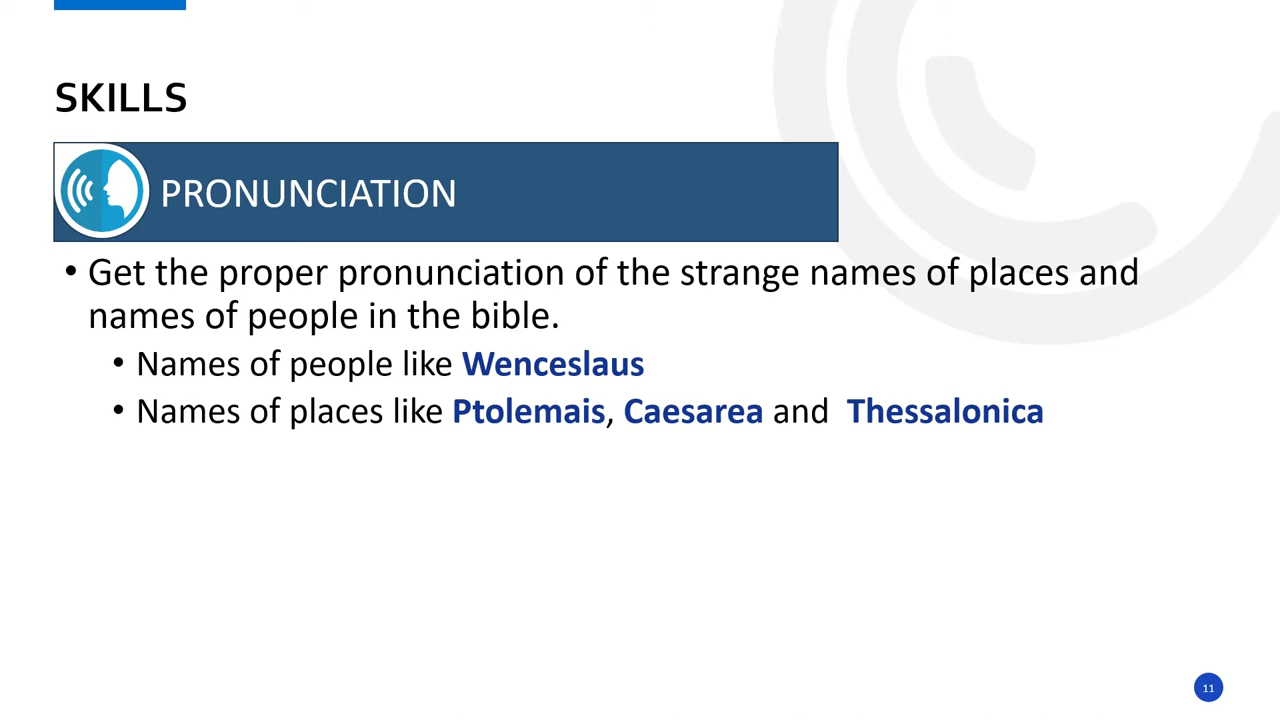 SKILLS
PRONUNCIATION
• Get the proper pronunciation of the strange names of places and
names of people in the bible.
• Names of people like Wenceslaus
• Names of places like Ptolemais, Caesarea and  Thessalonica
11